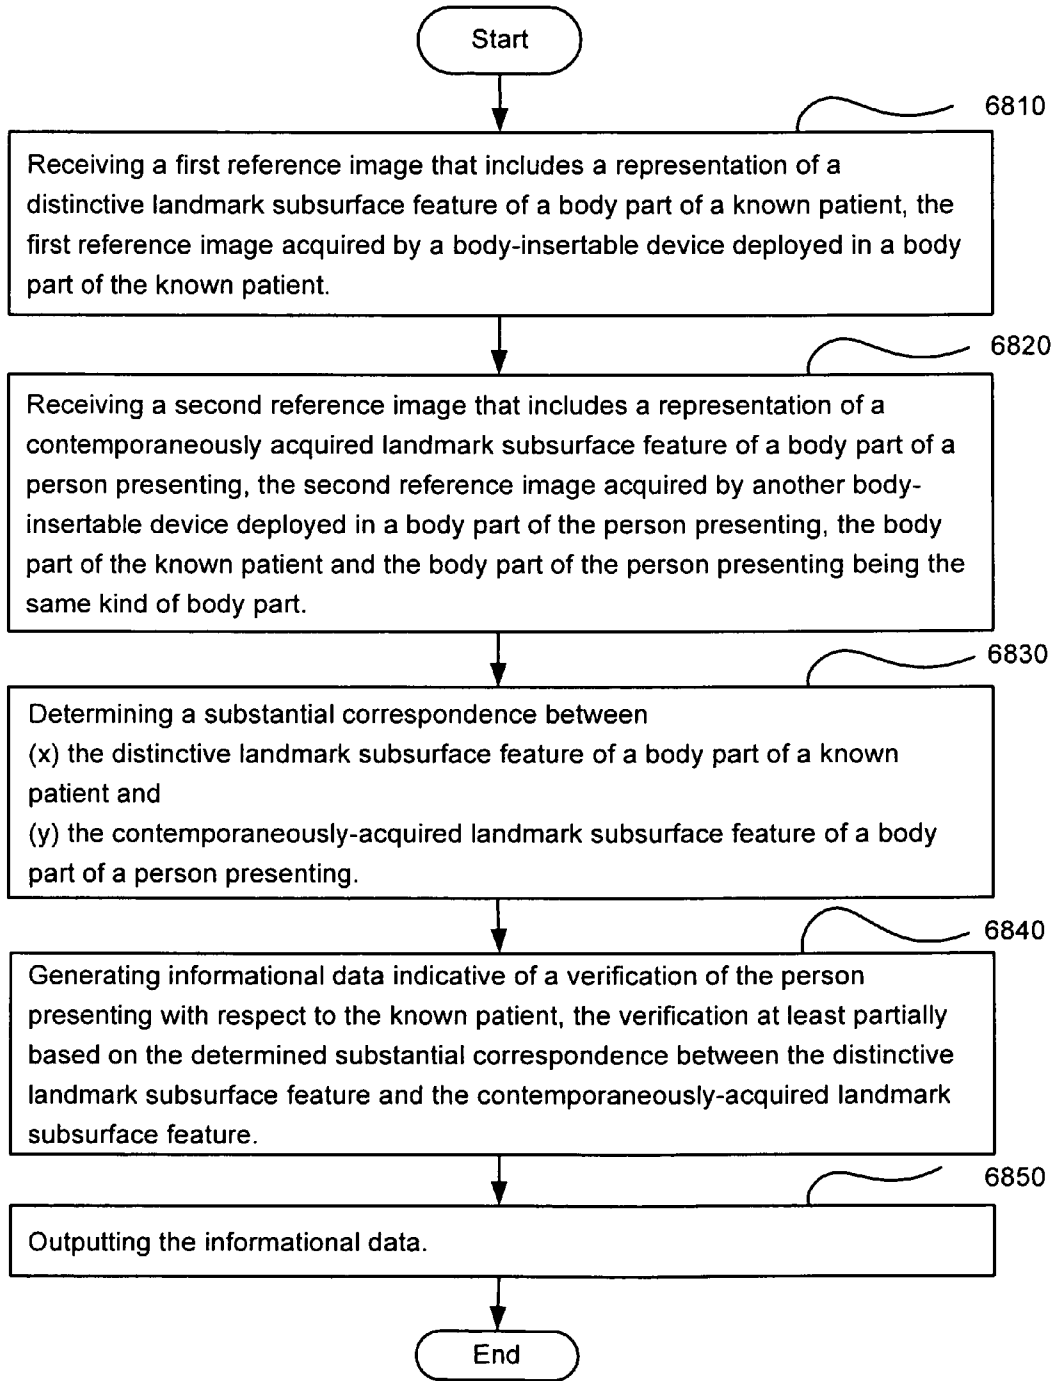 Start
6810
Receiving a first reference image that includes a representation of a
distinctive landmark subsurface feature of a body part of a known patient, the
first reference image acquired by a body-insertable device deployed in a body
part of the known patient.
6820
Receiving a second reference image that includes a representation of a
contemporaneously acquired landmark subsurface feature of a body part of a
person presenting, the second reference image acquired by another body-
insertable device deployed in a body part of the person presenting, the body
part of the known patient and the body part of the person presenting being the
same kind of body part.
6830
Determining a substantial correspondence between
(x) the distinctive landmark subsurface feature of a body part of a known
patient and
(y) the contemporaneously-acquired landmark subsurface feature of a body
part of a person presenting.
6840
Generating informational data indicative of a verification of the person
presenting with respect to the known patient, the verification at least partially
based on the determined substantial correspondence between the distinctive
landmark subsurface feature and the contemporaneously-acquired landmark
subsurface feature.
6850
Outputting the informational data.
End